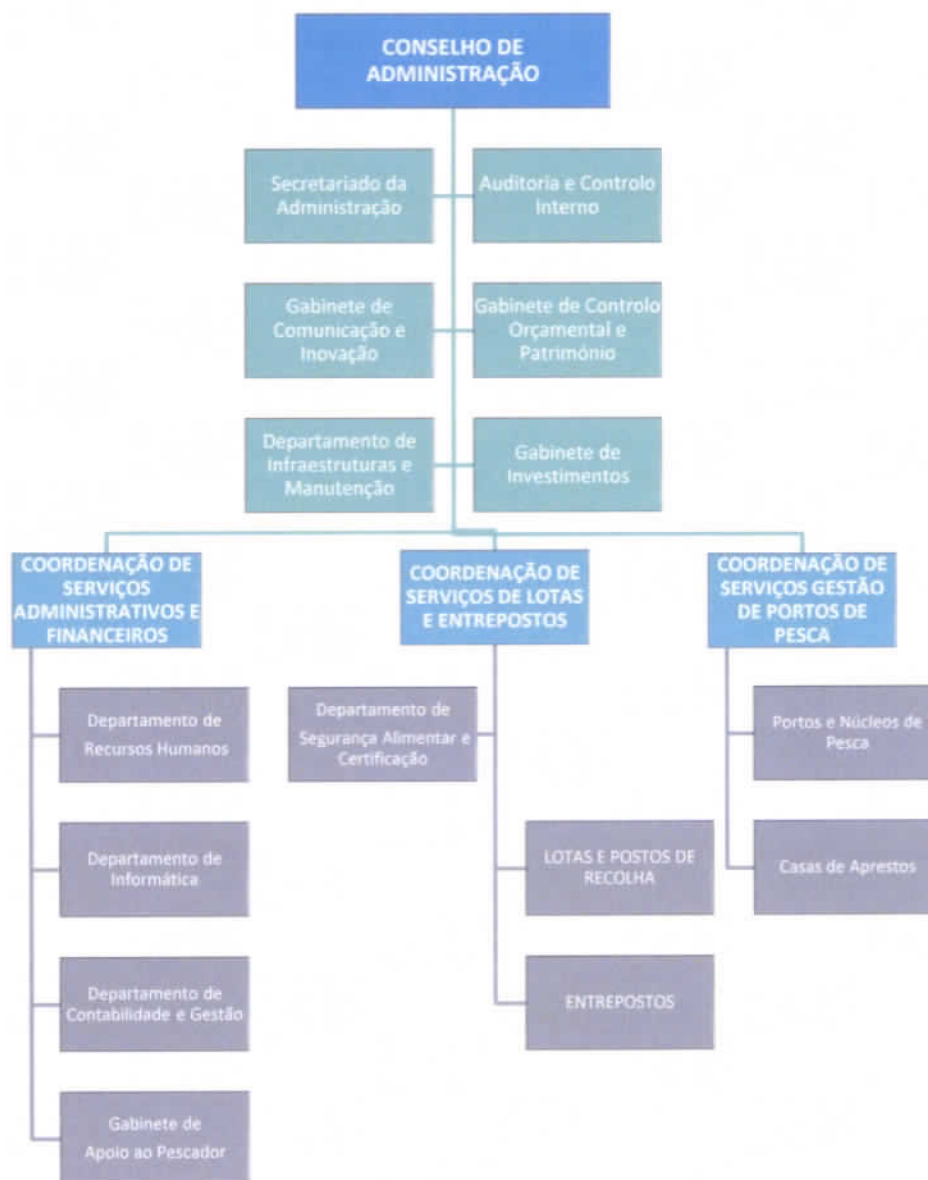 CONSELHO DE
ADMINISTRAÇÃO
Secretariado da
Administração
Auditoria e Controlo
Interno
Gabinete de
Comunicação e
Inovação
Gabinete de Controlo
Orçamental e
Património
Departamento de
Infraestruturas e
Manutenção
Gabinete de
Investimentos
COORDENAÇÃO DE
SERVIÇOS
ADMINISTRATIVOS E
FINANCEIROS
COORDENAÇÃO DE
SERVIÇOS DE LOTAS
E ENTREPOSTOS
COORDENAÇÃO DE
SERVIÇOS GESTÃO
DE PORTOS DE
PESCA
Departamento de
Recursos Humanos
Departamento de
Informática
Departamento de
Contabilidade e Gestão
Gabinete de
Apoio ao Pescador
Departamento de
Segurança Alimentar e
Certificação
LOTAS E POSTOS DE
RECOLHA
ENTREPOSTOS
Portos e Núcleos de
Pesca
Casas de Aprestos